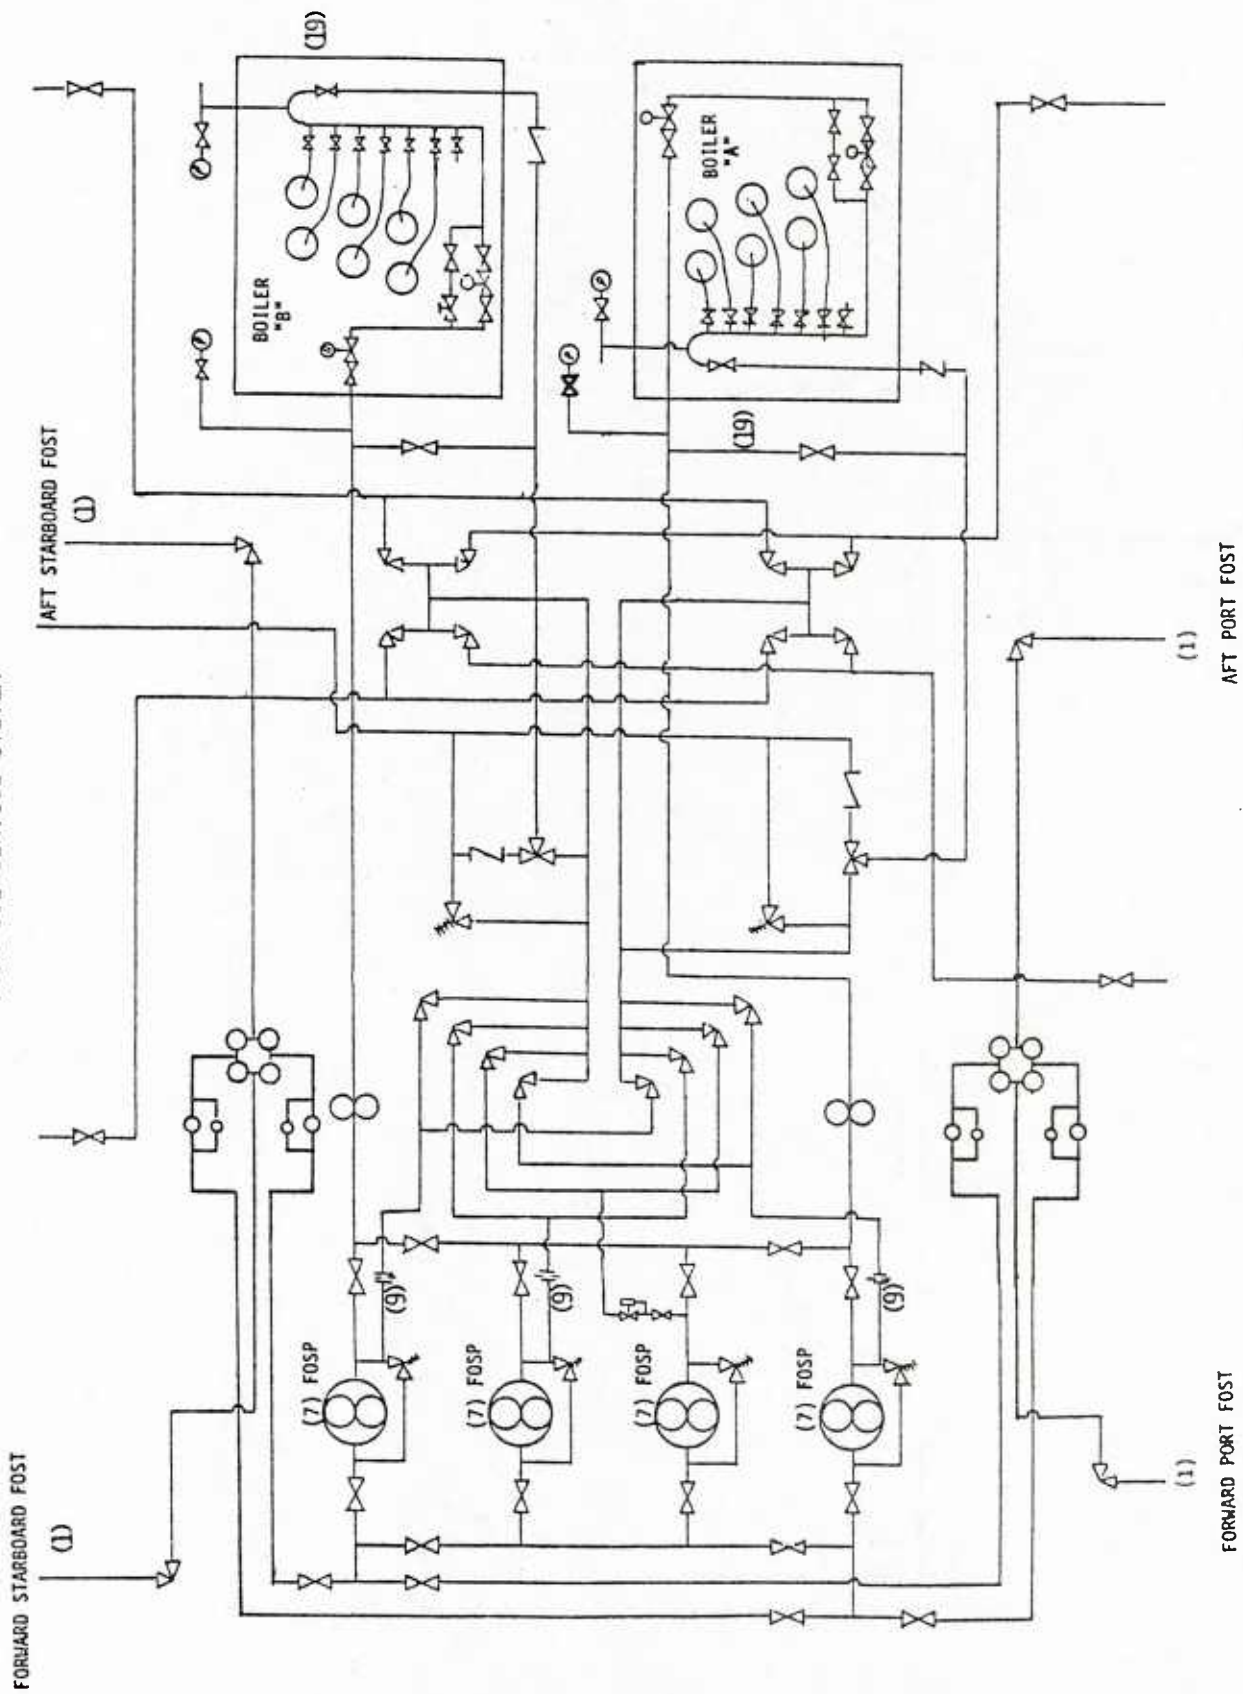 FORWARD STARBOARD FOST
(1)
AFT STARBOARD FOST
(1)
(19)
BOILER
"B"
BOILER
"A"
(19)
(7) FOSP
(9)
(7) FOSP
(9)
(7) FOSP
(7) FOSP
(9)
(1)
FORWARD PORT FOST
(1)
AFT PORT FOST